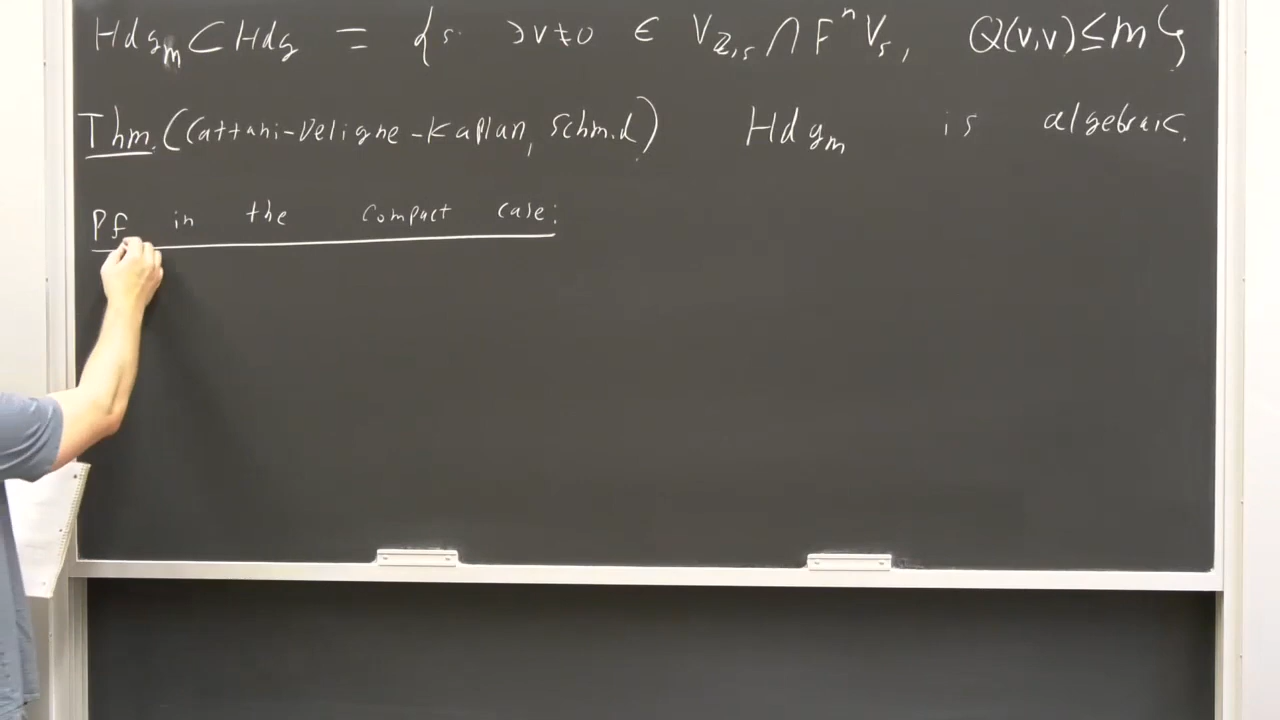 Hdg_m ⊂ Hdg = {s ∃v≠0 ∈ V_{ℤ,s} ∩ F^n V_s, Q(v,v) ≤ m}
Thm. (Cattani-Deligne-Kaplan, Schmid) Hdg_m is algebraic.
Pf in the compact case: